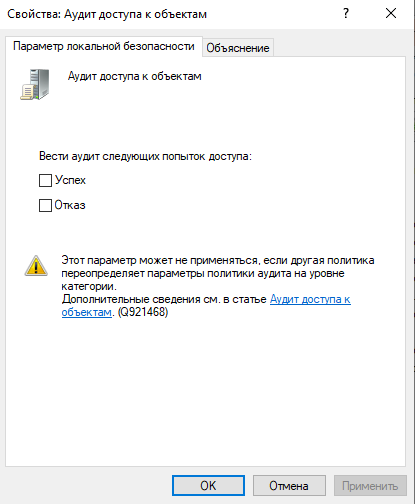 Свойства: Аудит доступа к объектам
?
Параметр локальной безопасности
Объяснение
Аудит доступа к объектам
Вести аудит следующих попыток доступа:
Успех
Отказ
Этот параметр может не применяться, если другая политика
переопределяет параметры политики аудита на уровне
категории.
Дополнительные сведения см. в статье Аудит доступа к
объектам. (Q921468)
OK
Отмена
Применить